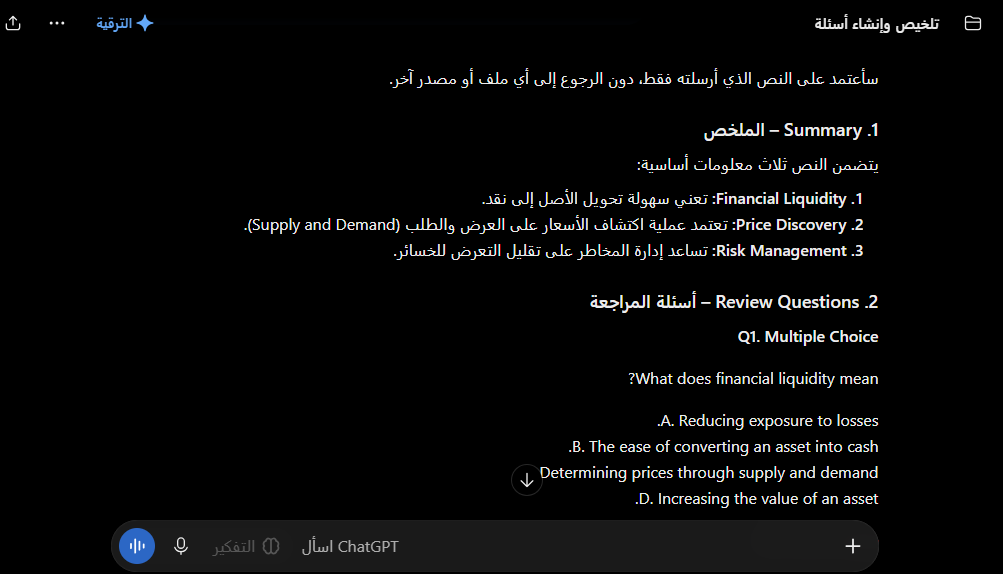 تلخيص وإنشاء أسئلة
الترقية
سأعتمد على النص الذي أرسلته فقط، دون الرجوع إلى أي ملف أو مصدر آخر.
1. Summary – الملخص
يتضمن النص ثلاث معلومات أساسية:
1. Financial Liquidity: تعني سهولة تحويل الأصل إلى نقد.
2. Price Discovery: تعتمد عملية اكتشاف الأسعار على العرض والطلب (Supply and Demand).
3. Risk Management: تساعد إدارة المخاطر على تقليل التعرض للخسائر.
2. Review Questions – أسئلة المراجعة
Q1. Multiple Choice
What does financial liquidity mean?
A. Reducing exposure to losses.
B. The ease of converting an asset into cash.
Determining prices through supply and demand
D. Increasing the value of an asset.
اسأل ChatGPT
التفكير